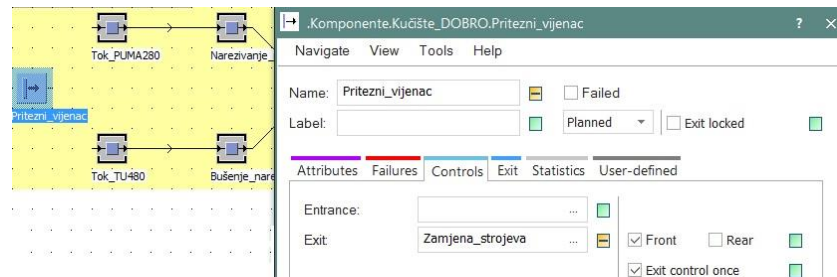 Tok_PUMA280
Narezivanje_
Pritezni_vijenac
Tok_TU480
Bušenje_nare
.Komponente.Kučište_DOBRO.Pritezni_vijenac ? X
Navigate View Tools Help
Name: Pritezni_vijenac Failed
Label: Planned Exit locked
Attributes Failures Controls Exit Statistics User-defined
Entrance: ...
Exit: Zamjena_strojeva ... Front Rear
Exit control once